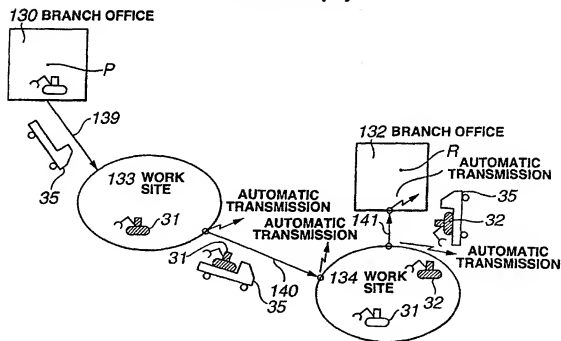 130 BRANCH OFFICE
P
139
35
133 WORK
SITE
31
AUTOMATIC
TRANSMISSION
AUTOMATIC
TRANSMISSION
31
35
140
132 BRANCH OFFICE
R
AUTOMATIC
TRANSMISSION
35
32
141
AUTOMATIC
TRANSMISSION
134 WORK
SITE
32
31